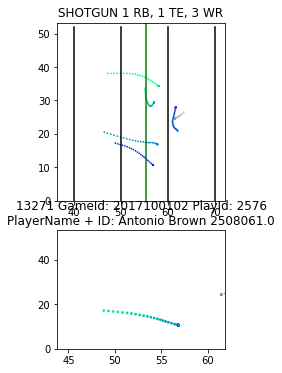 SHOTGUN 1 RB, 1 TE, 3 WR
50
40
30
20
10
0
40 50 60 70
13271 GameId: 2017100102 PlayId: 2576
PlayerName + ID: Antonio Brown 2508061.0
40
20
0
45 50 55 60